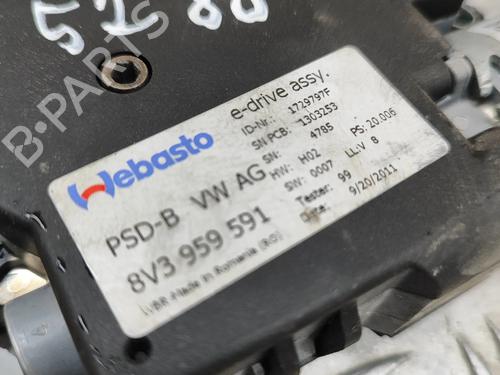 52 80
Webasto
e-drive assy.
ID-Nr.: 1729797F
SN PCB: 1303253
SN: 4785
PSD-B VW AG
HW: H02 PS: 20.006
SW: 0007 LL:V 8
8V3 959 591
Tester: 99
Date: 9/20/2011
Made in Romania (RO)
B-PARTS